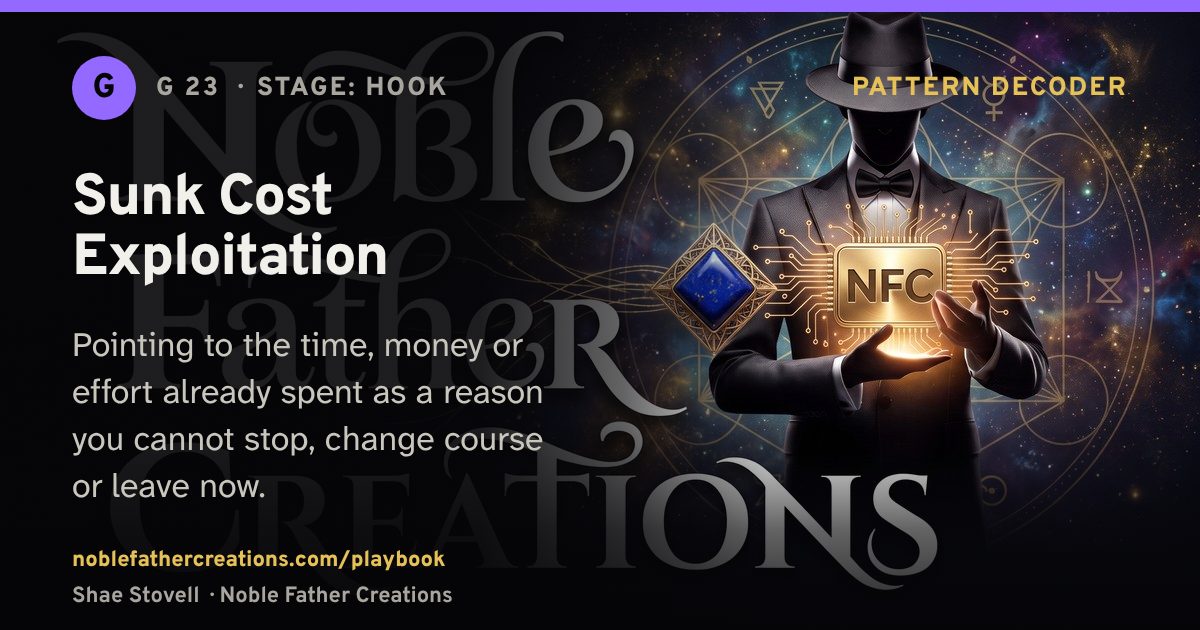 G
G 23 · STAGE: HOOK
PATTERN DECODER
Noble
Father
Creations
NFC
Sunk Cost
Exploitation
Pointing to the time, money or
effort already spent as a reason
you cannot stop, change course
or leave now.
noblefathercreations.com/playbook
Shae Stovell · Noble Father Creations